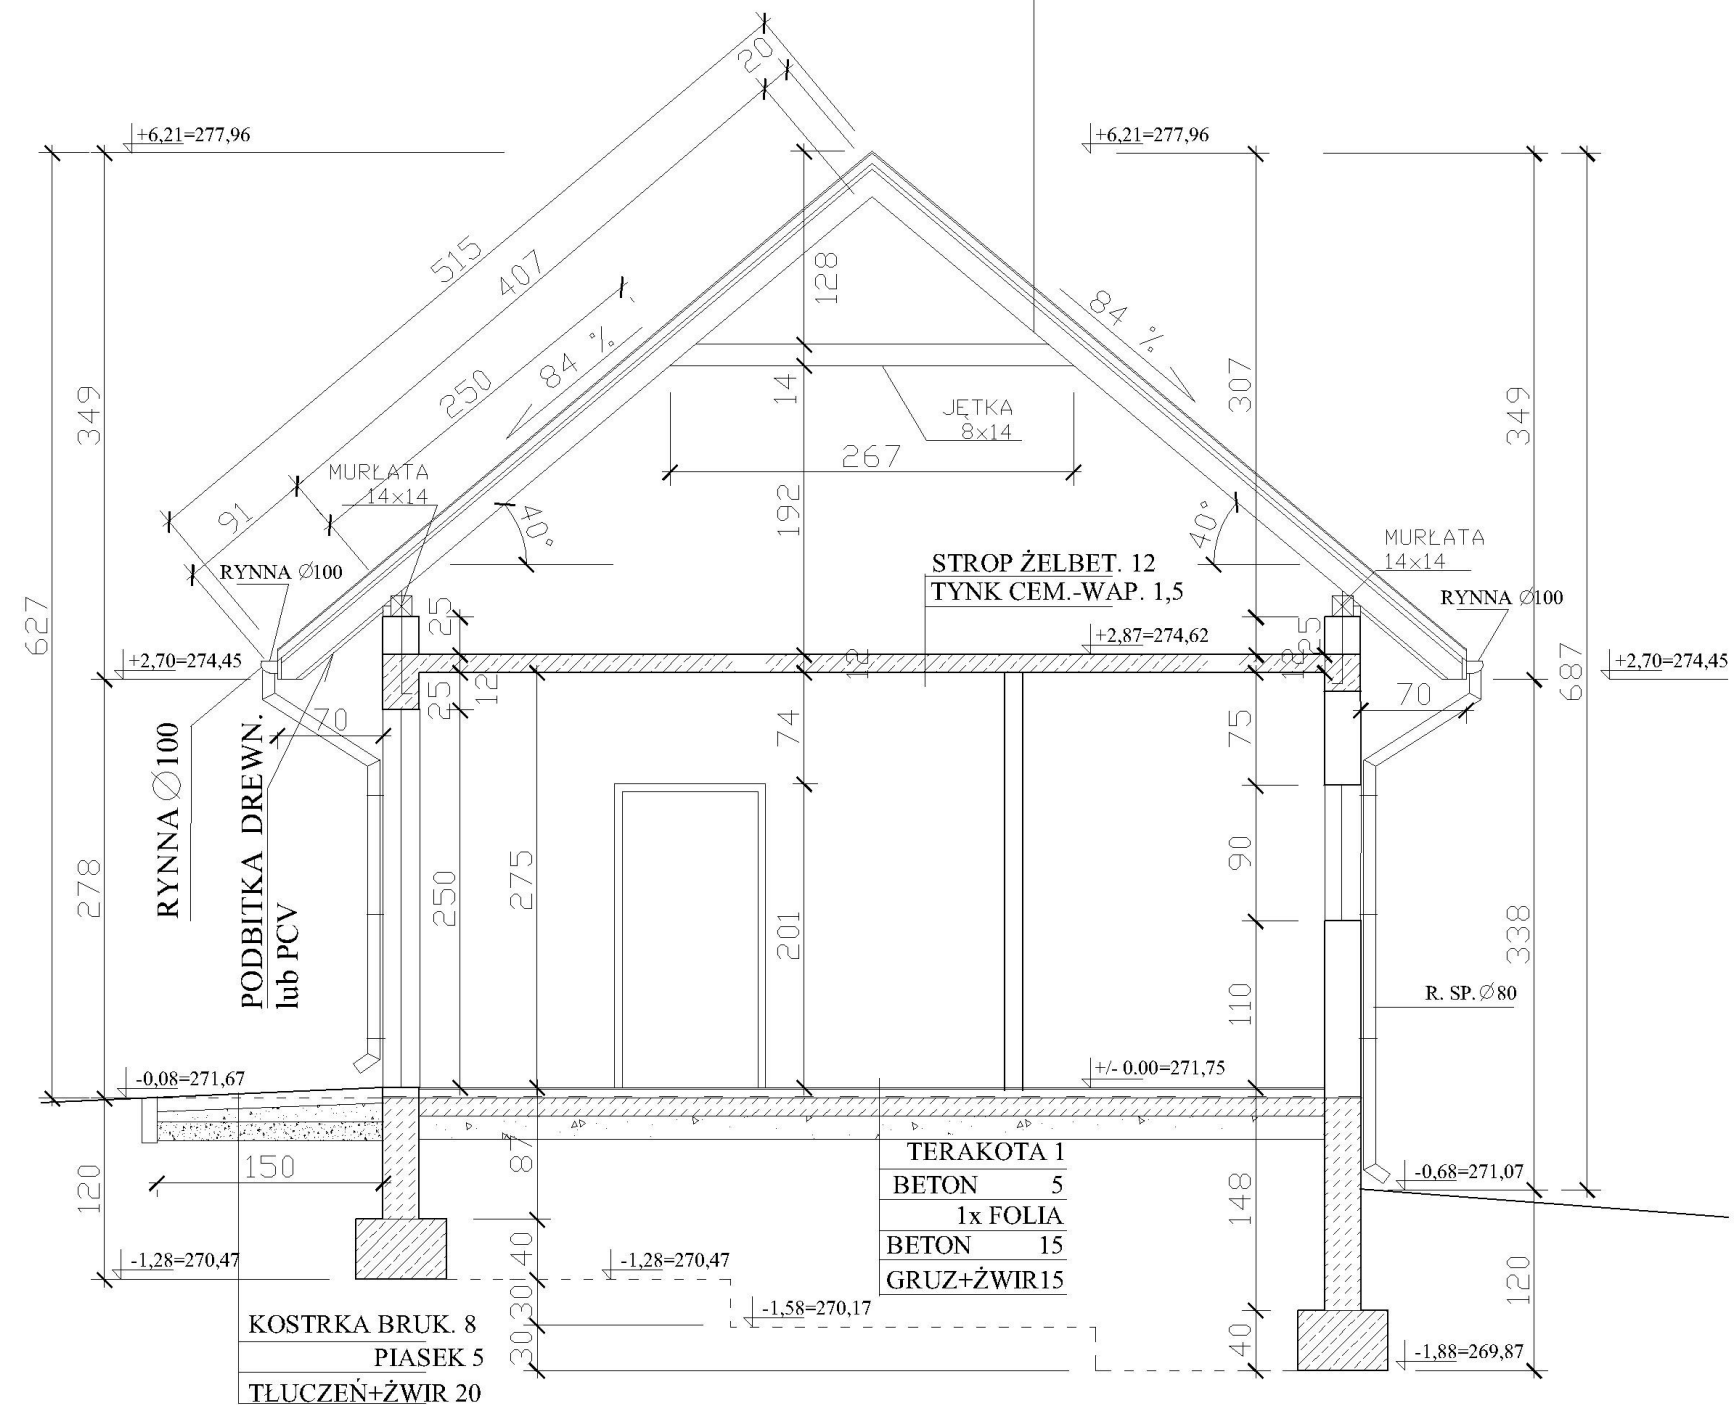 20
+6,21=277,96
+6,21=277,96
515
407
128
84 %
84 %
250
14
307
349
349
JĘTKA
8x14
267
MURŁATA
14x14
91
192
40°
40°
MURŁATA
14x14
STROP ŻELBET. 12
TYNK CEM.-WAP. 1,5
RYNNA Ø100
RYNNA Ø100
25
25
627
+2,87=274,62
+2,70=274,45
+2,70=274,45
687
12
12
25
12
70
70
74
75
RYNNA Ø100
PODBITKA DREWN.
lub PCV
278
250
275
201
90
338
110
R. SP. Ø80
-0,08=271,67
+/- 0.00=271,75
87
150
120
TERAKOTA 1
BETON 5
1x FOLIA
BETON 15
GRUZ+ŻWIR15
148
-0,68=271,07
-1,28=270,47
40
-1,28=270,47
30
-1,58=270,17
120
30
40
-1,88=269,87
KOSTRKA BRUK. 8
PIASEK 5
TŁUCZEŃ+ŻWIR 20